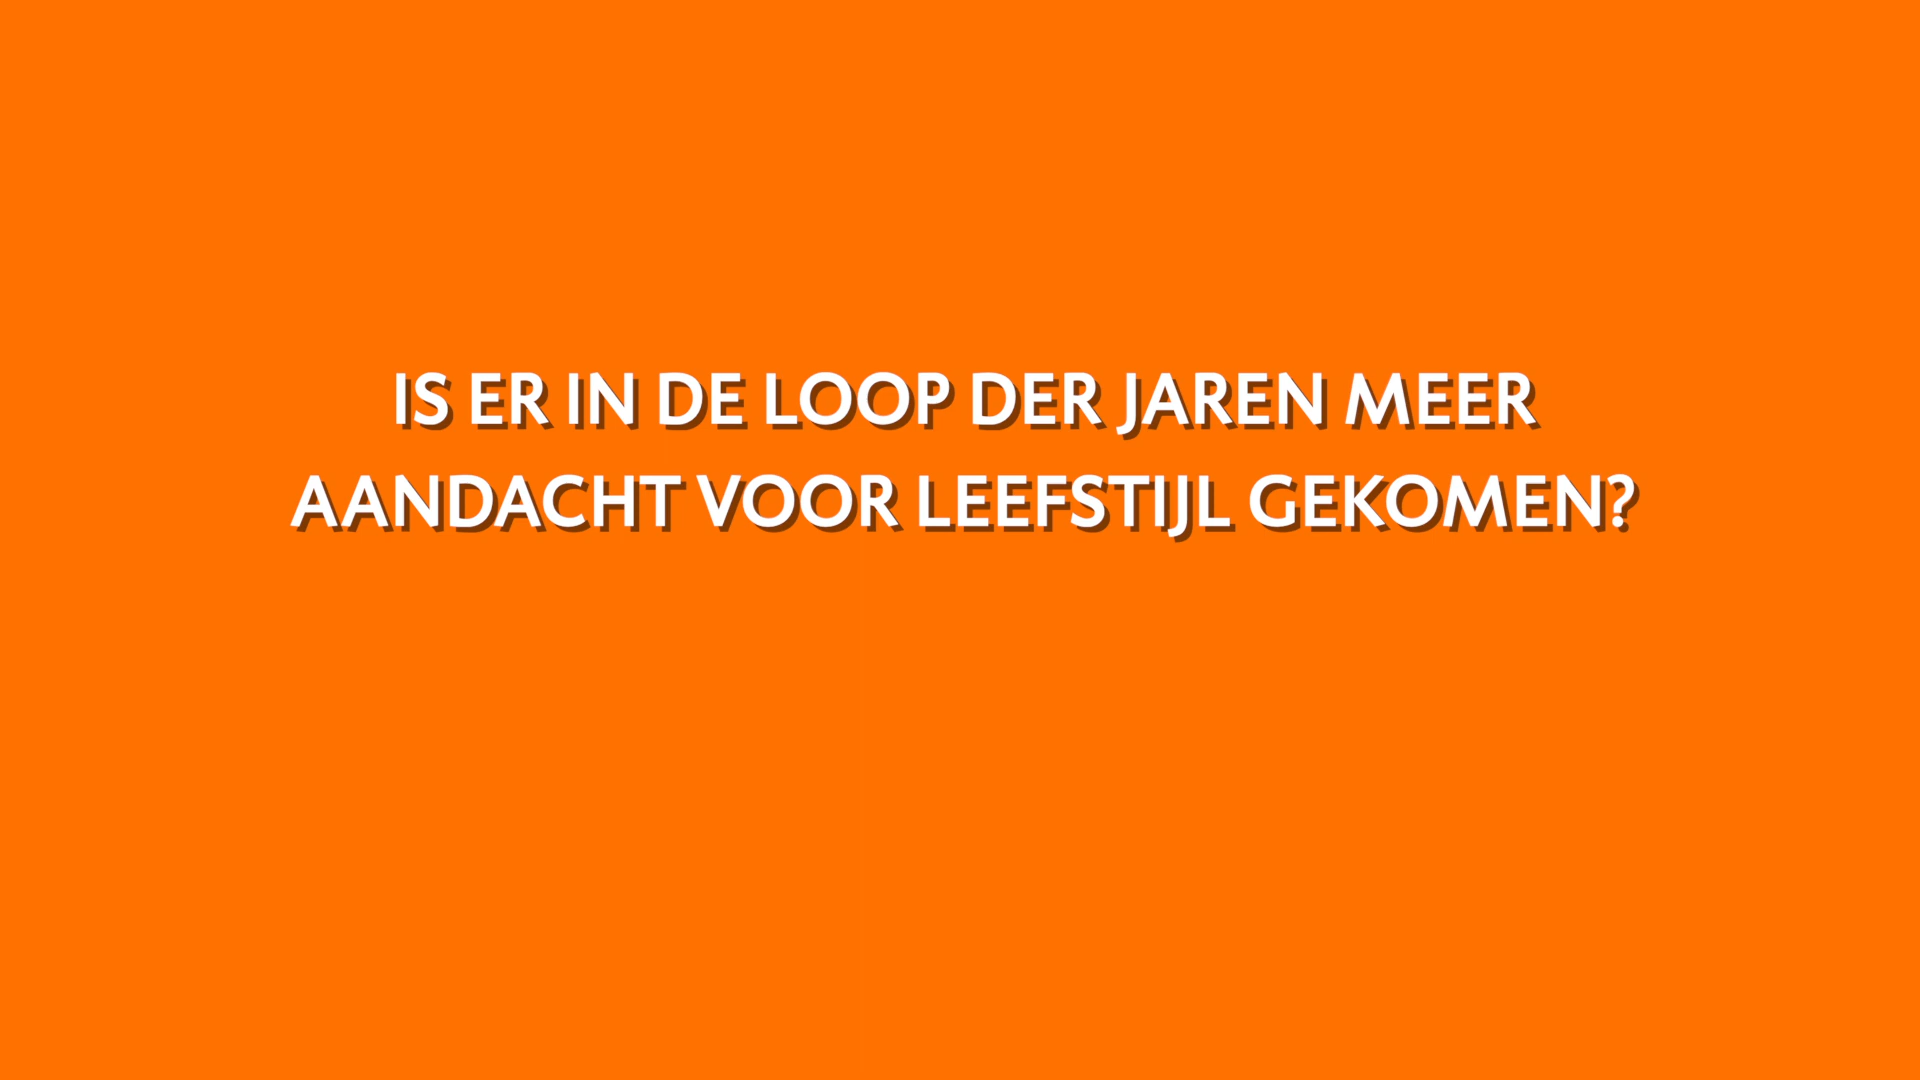 IS ER IN DE LOOP DER JAREN MEER
AANDACHT VOOR LEEFSTIJL GEKOMEN?